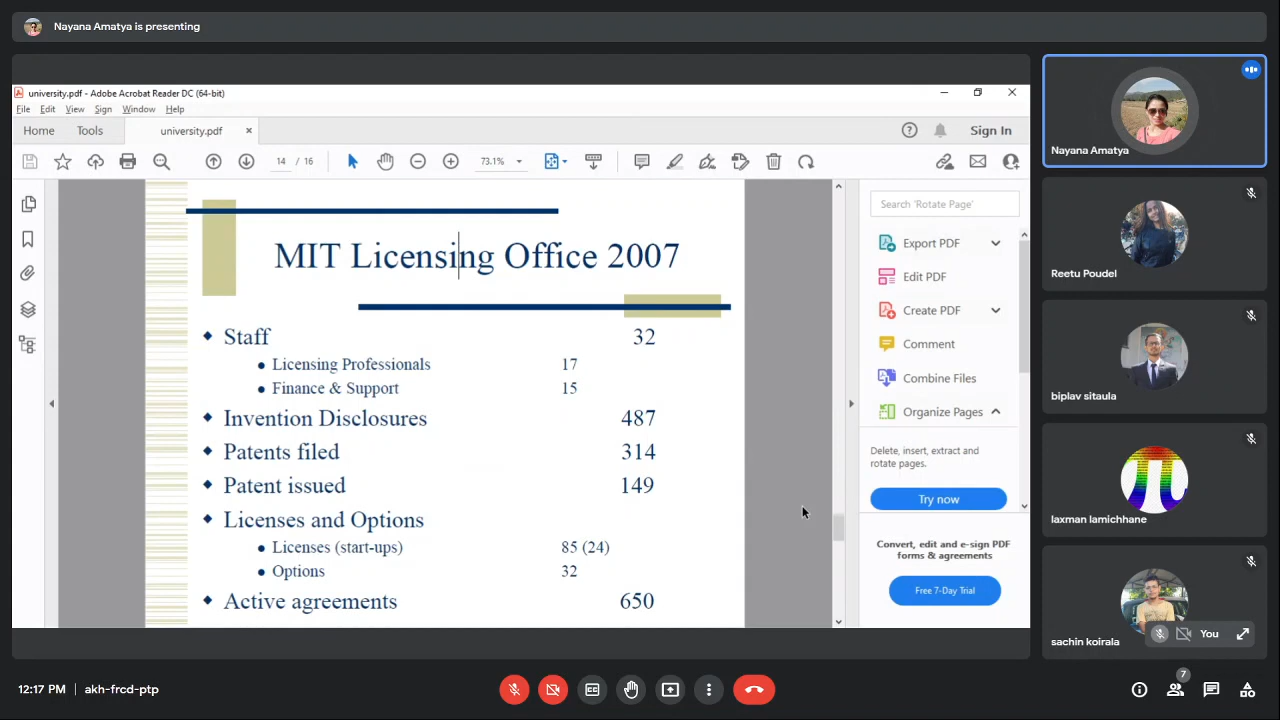 Nayana Amatya is presenting
university.pdf - Adobe Acrobat Reader DC (64-bit)
File Edit View Sign Window Help
Home Tools university.pdf × Sign In
14 / 16 73.1%
MIT Licensing Office 2007
Staff 32
Licensing Professionals 17
Finance & Support 15
Invention Disclosures 487
Patents filed 314
Patent issued 149
Licenses and Options
Licenses (start-ups) 85 (24)
Options 32
Active agreements 650
Search 'Rotate Page'
Export PDF
Edit PDF
Create PDF
Comment
Combine Files
Organize Pages
Delete, insert, extract and
rotate pages.
Try now
Convert, edit and e-sign PDF
forms & agreements
Free 7-Day Trial
Nayana Amatya
Reetu Poudel
biplav sitaula
laxman lamichhane
sachin koirala
You
12:17 PM | akh-frcd-ptp
7